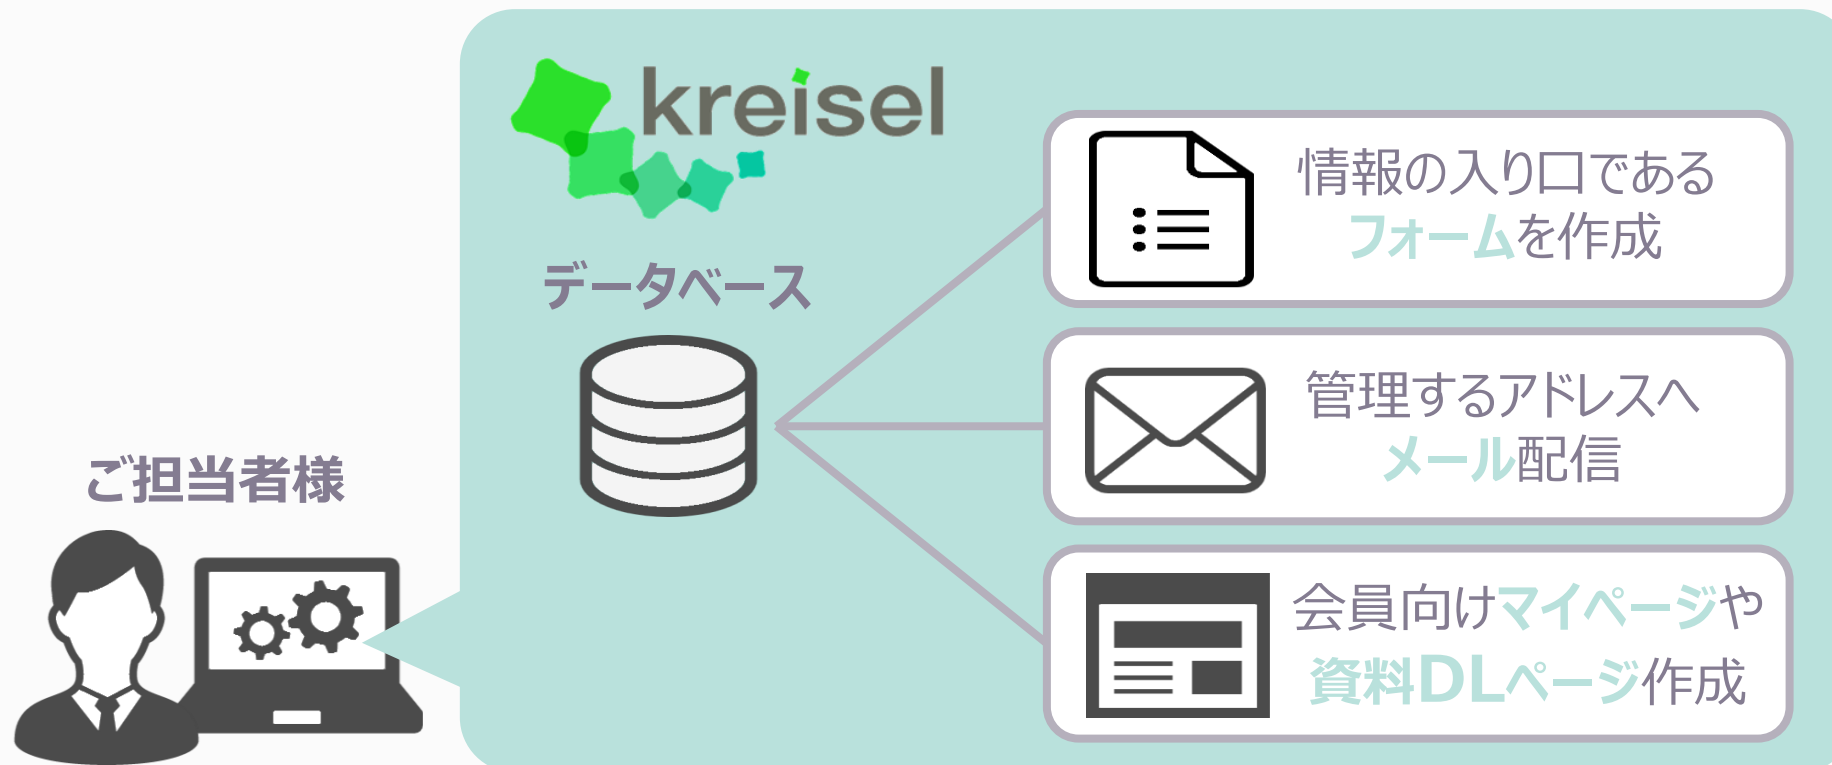 kreisel
データベース
ご担当者様
情報の入り口である
フォームを作成
管理するアドレスへ
メール配信
会員向けマイページや
資料DLページ作成